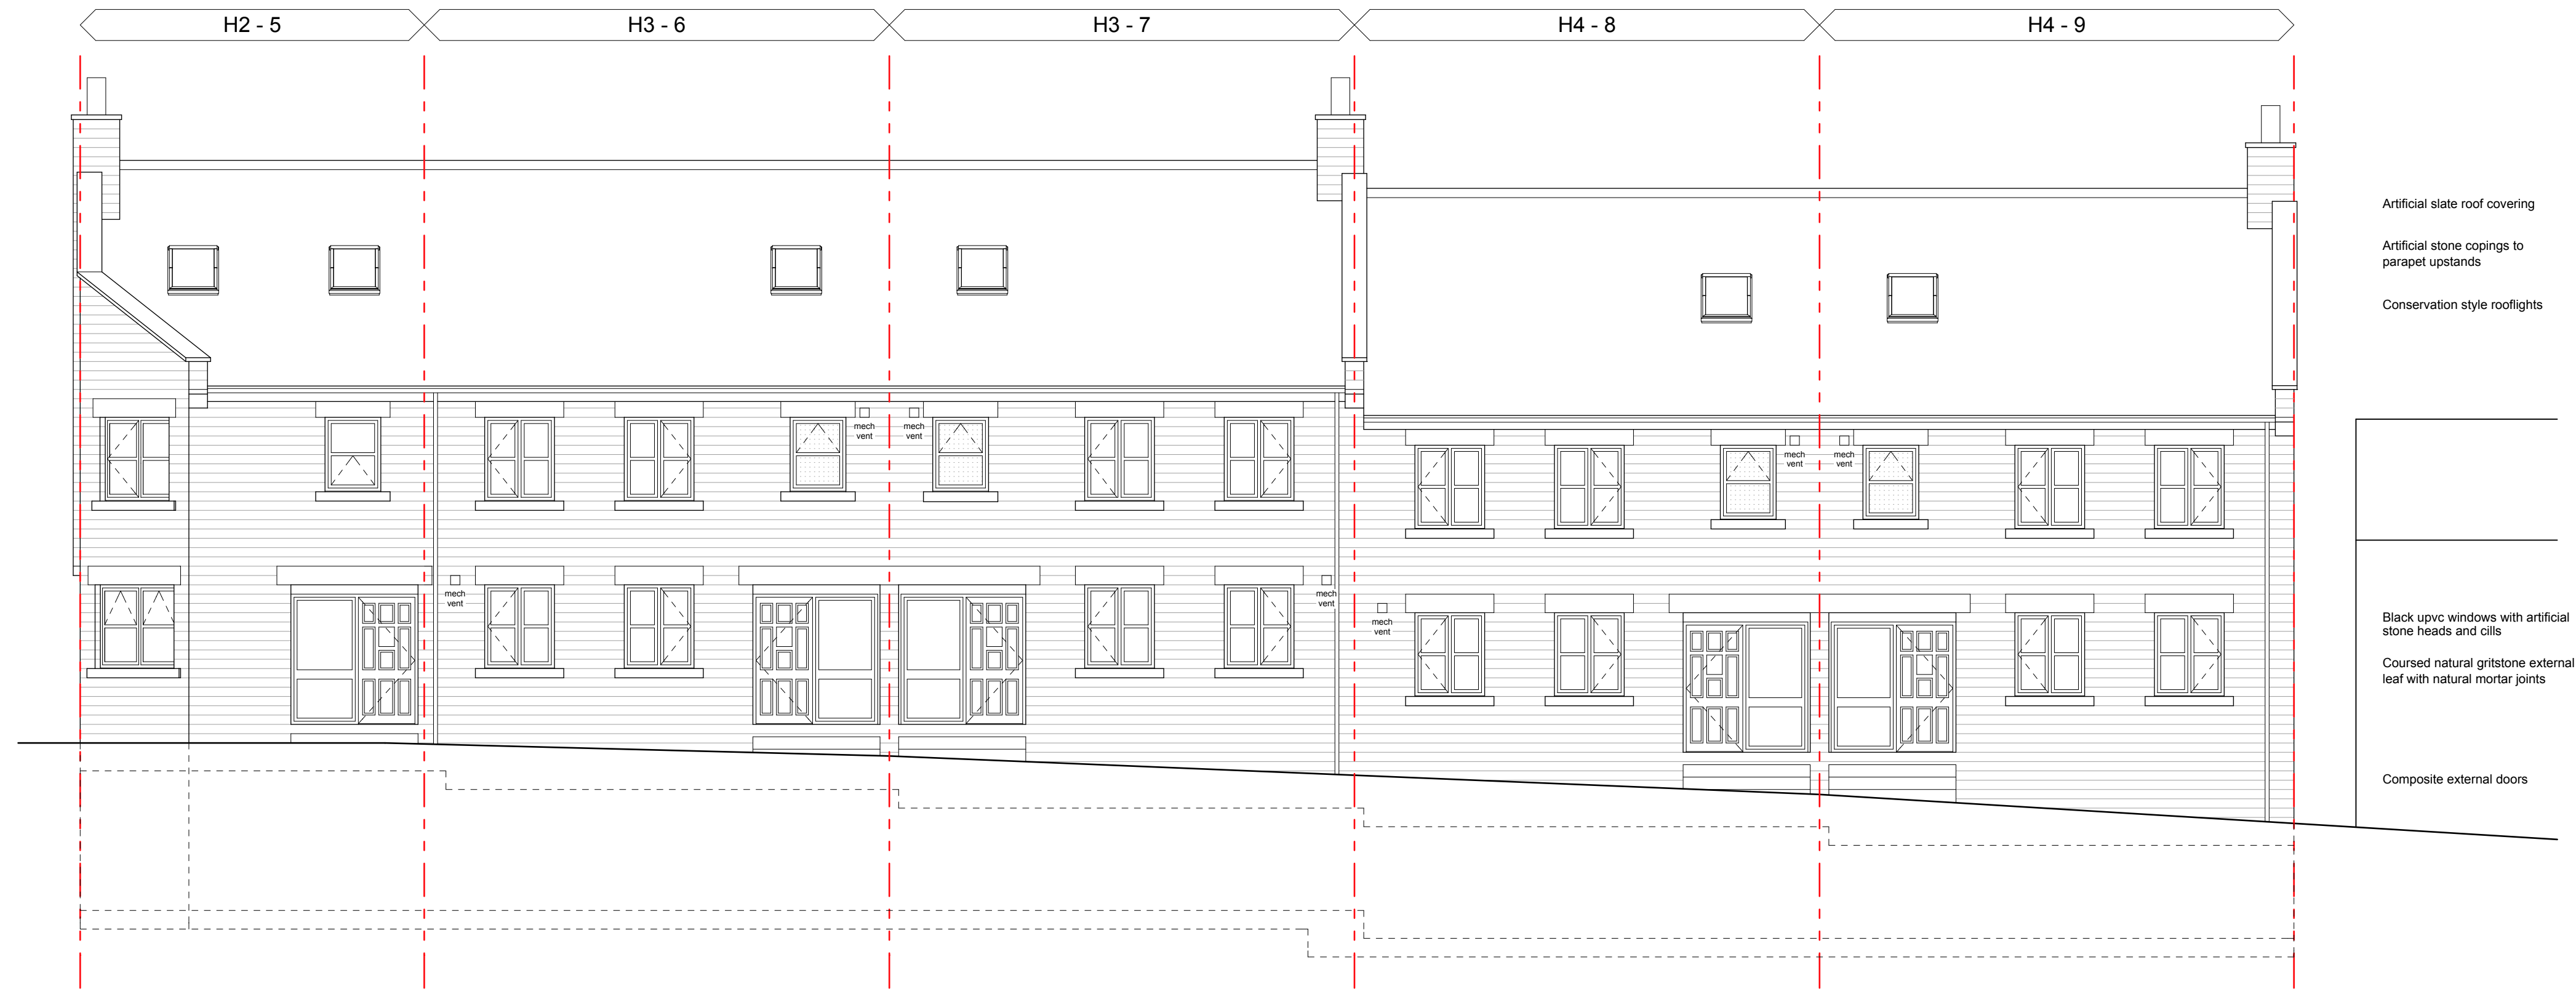 H2 - 5
H3 - 6
H3 - 7
H4 - 8
H4 - 9
Artificial slate roof covering
Artificial stone copings to
parapet upstands
Conservation style rooflights
mech
vent
mech
vent
mech
vent
mech
vent
mech
vent
mech
vent
mech
vent
Black upvc windows with artificial
stone heads and cills
Coursed natural gritstone external
leaf with natural mortar joints
Composite external doors